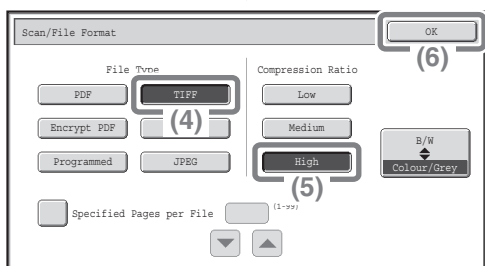 Scan/File Format
OK
(6)
File Type
Compression Ratio
PDF
TIFF
Low
(4)
Encrypt PDF
Medium
B/W
Colour/Grey
Programmed
JPEG
High
(5)
Specified Pages per File
(1-99)